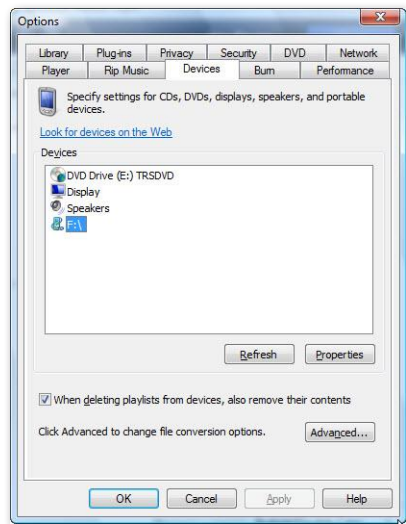 Options
Library Plug-ins Privacy Security DVD Network
Player Rip Music Devices Burn Performance
Specify settings for CDs, DVDs, displays, speakers, and portable
devices.
Look for devices on the Web
Devices
DVD Drive (E:) TRSDVD
Display
Speakers
F:\
Refresh Properties
When deleting playlists from devices, also remove their contents
Click Advanced to change file conversion options. Advanced...
OK Cancel Apply Help